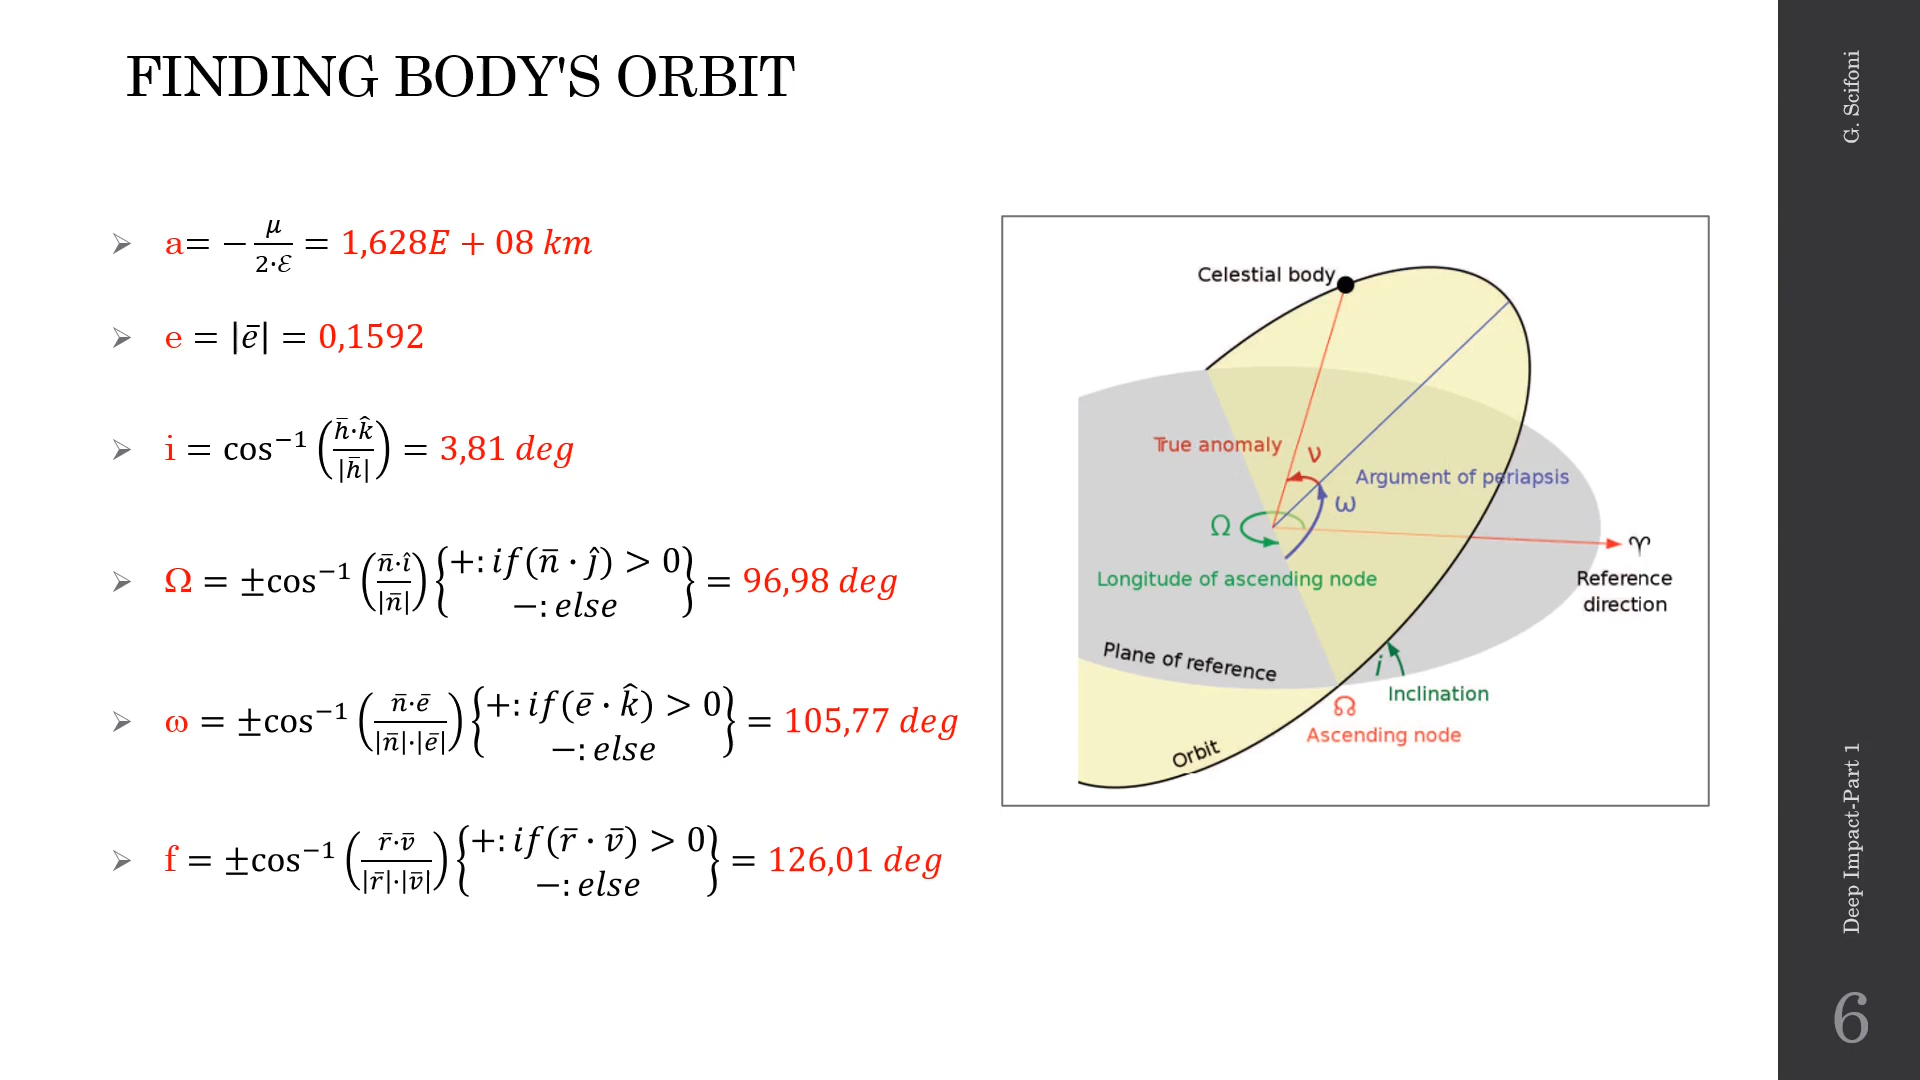 FINDING BODY'S ORBIT
➢ a= − μ / 2·ℰ = 1,628E + 08 km
➢ e = |ē| = 0,1592
➢ i = cos⁻¹ (h̄·k̂ / |h̄|) = 3,81 deg
➢ Ω = ±cos⁻¹ (n̄·î / |n̄|) {+: if(n̄ · ĵ) > 0
−: else} = 96,98 deg
➢ ω = ±cos⁻¹ (n̄·ē / |n̄|·|ē|) {+: if(ē · k̂) > 0
−: else} = 105,77 deg
➢ f = ±cos⁻¹ (r̄·v̄ / |r̄|·|v̄|) {+: if(r̄ · v̄) > 0
−: else} = 126,01 deg
Celestial body
True anomaly
ν
Argument of periapsis
ω
Ω
♈
Longitude of ascending node
Reference
direction
Plane of reference
i
Inclination
☊
Ascending node
Orbit
G. Scifoni
Deep Impact-Part 1
6